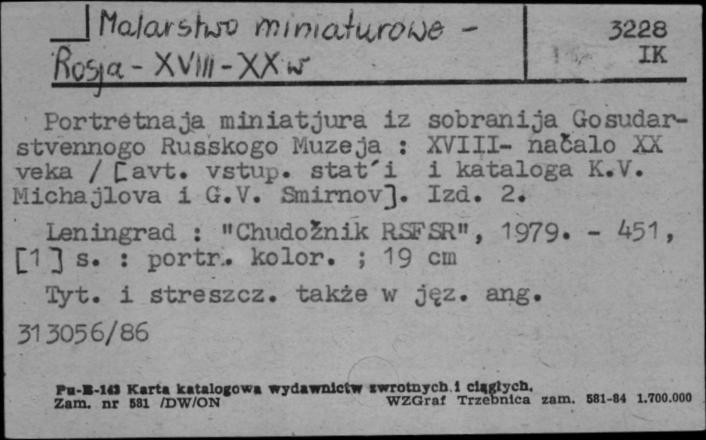 Malarstwo miniaturowe -
Rosja - XVIII - XX w
3228
IK
Portretnaja miniatjura iz sobranija Gosudar-
stvennogo Russkogo Muzeja : XVIII- načalo XX
veka / [avt. vstup. stat´i i kataloga K.V.
Michajlova i G.V. Smirnov]. Izd. 2.
Leningrad : "Chudožnik RSFSR", 1979. - 451,
[1] s. : portr. kolor. ; 19 cm
Tyt. i streszcz. także w jęz. ang.
313056/86
Pu-B-143 Karta katalogowa wydawnictw zwrotnych i ciągłych.
Zam. nr 581 /DW/ON WZGraf Trzebnica zam. 581-84 1.700.000